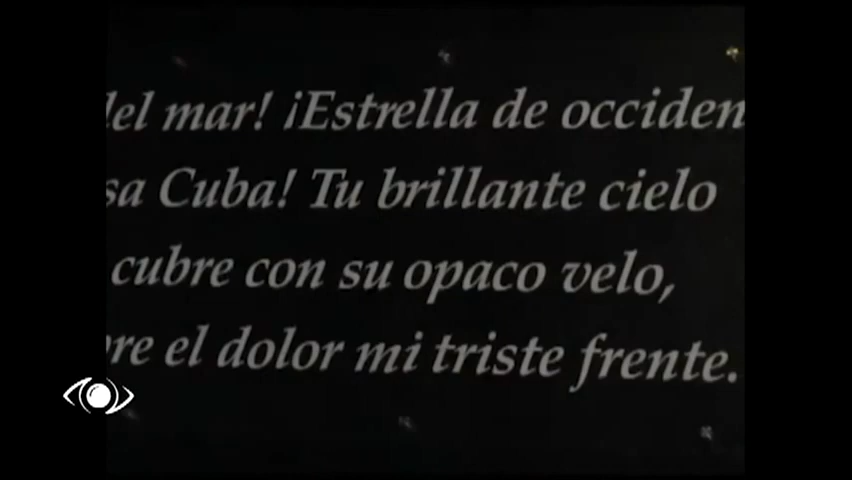 del mar! ¡Estrella de occiden
sa Cuba! Tu brillante cielo
cubre con su opaco velo,
re el dolor mi triste frente.